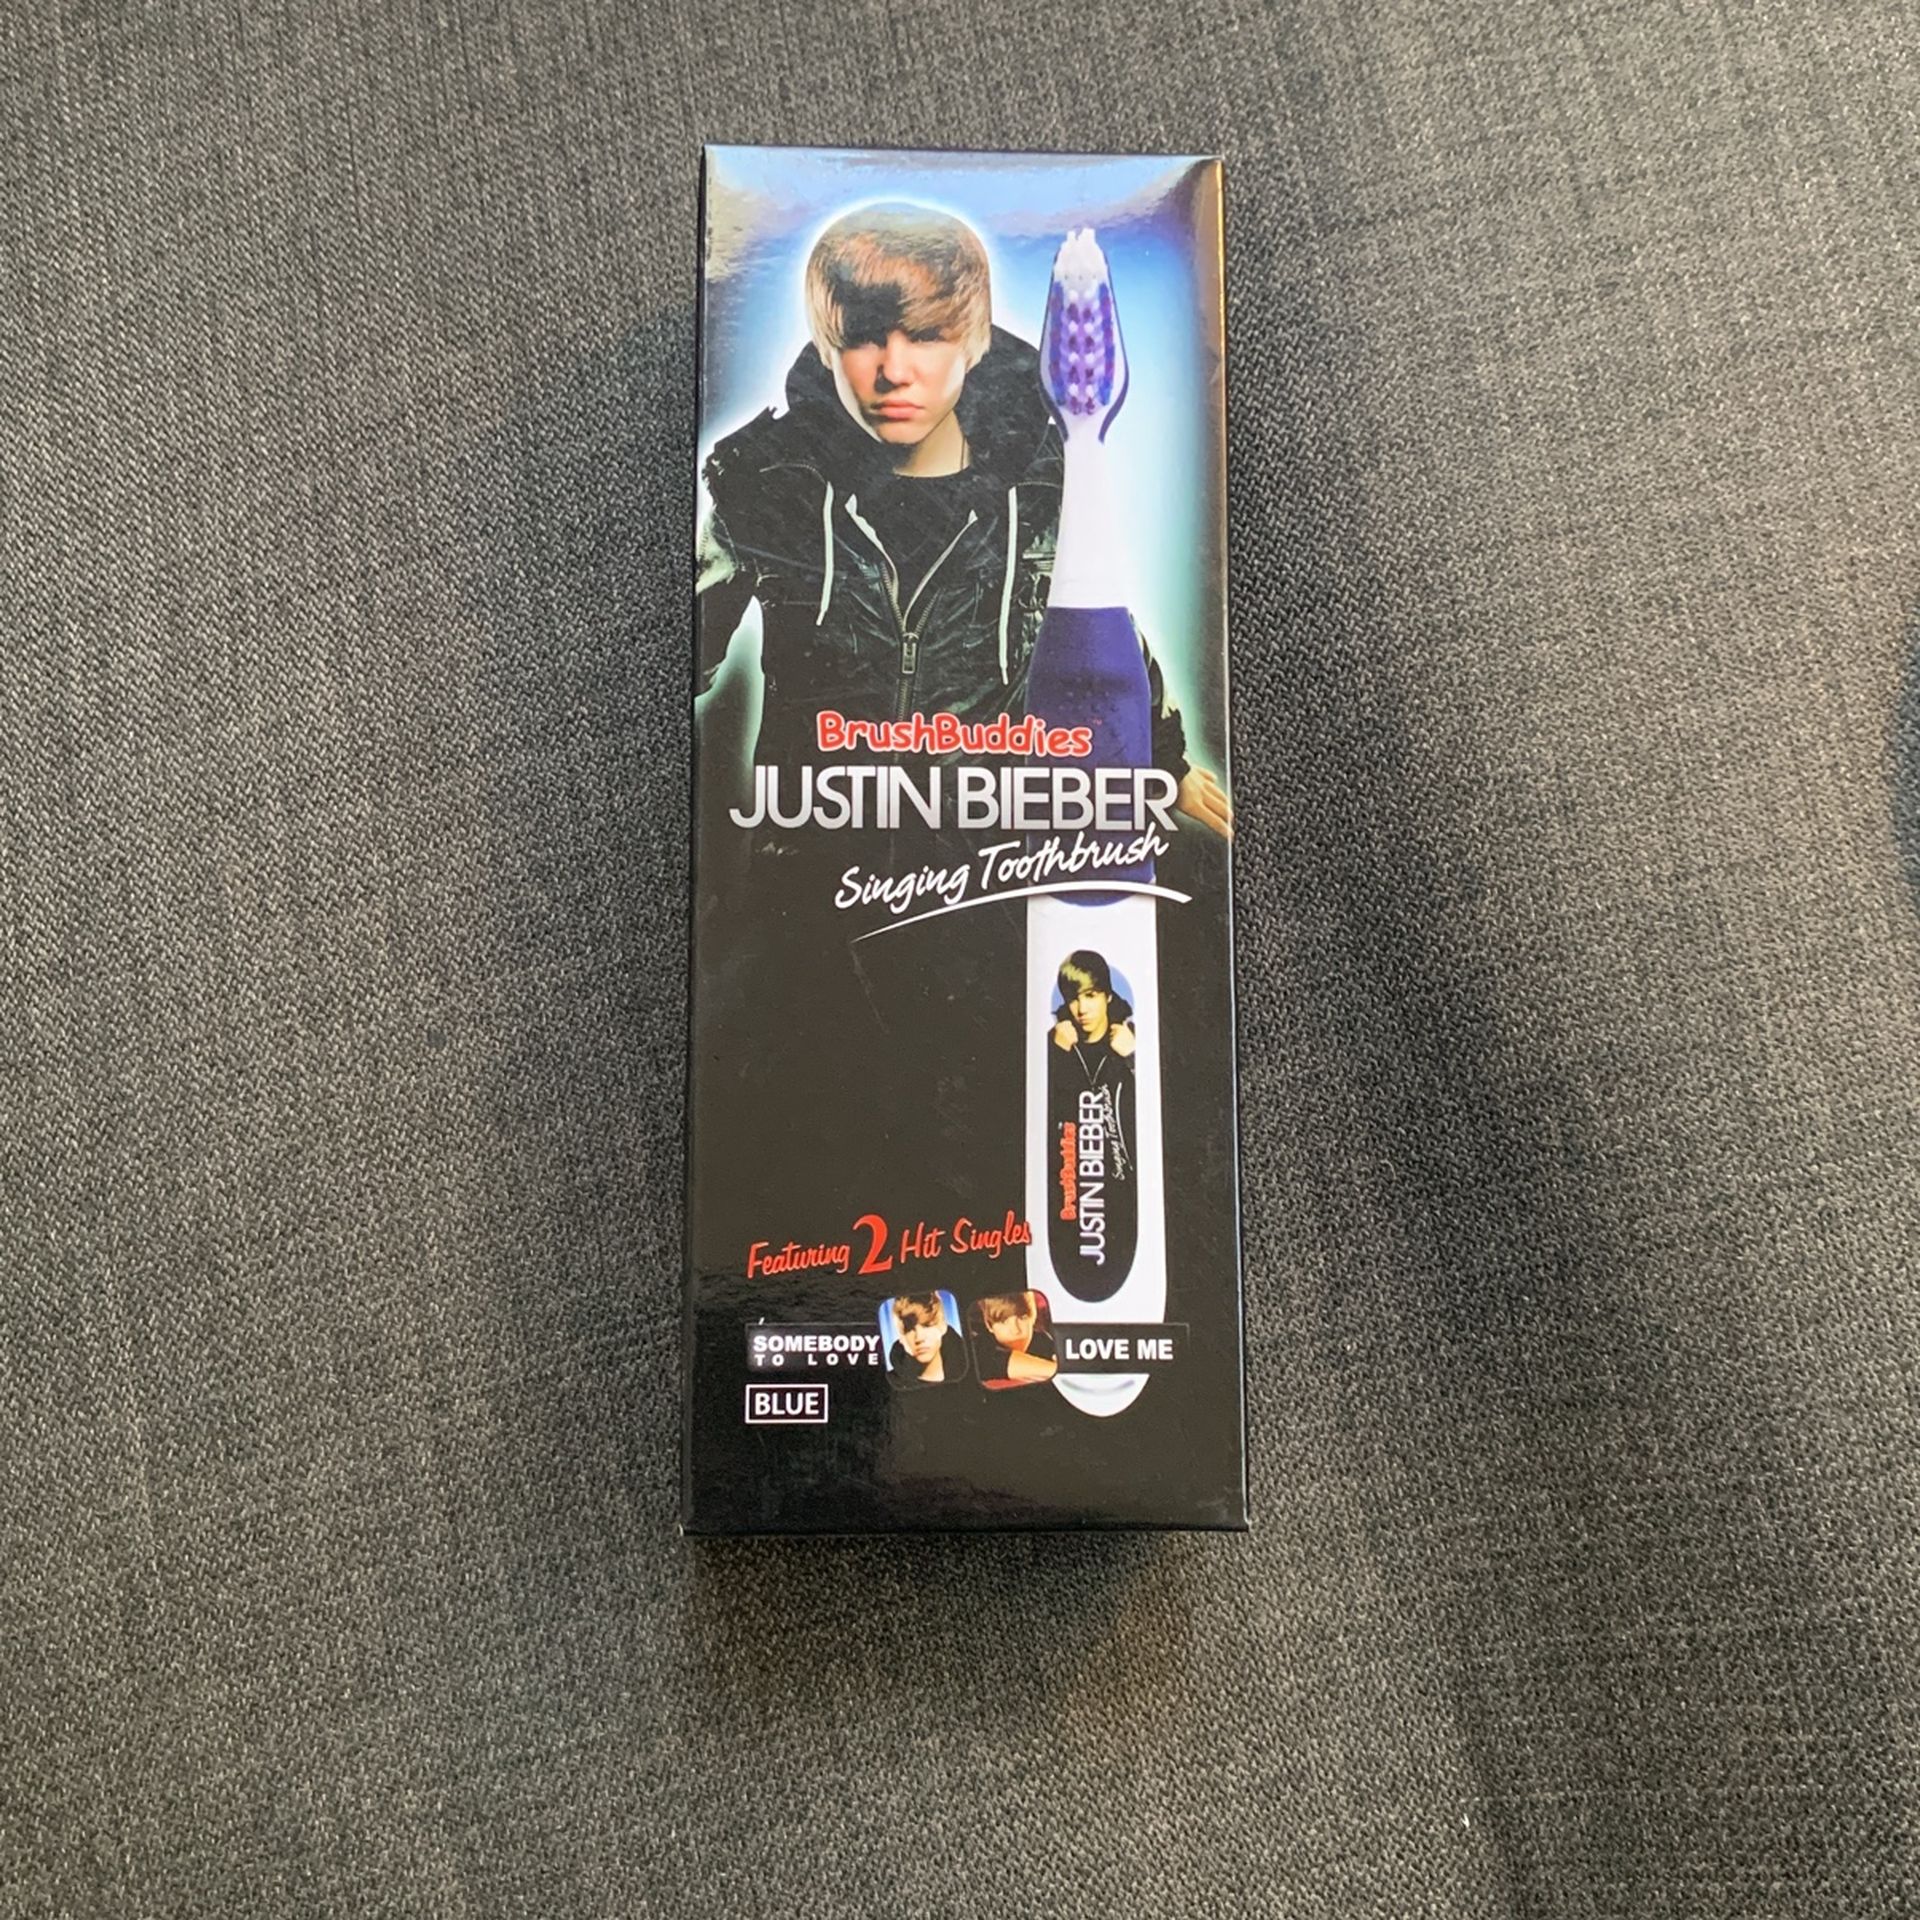 BrushBuddies™
JUSTIN BIEBER
Singing Toothbrush
BrushBuddies
JUSTIN BIEBER
Singing Toothbrush
Featuring 2 Hit Singles
SOMEBODY
TO LOVE
LOVE ME
BLUE